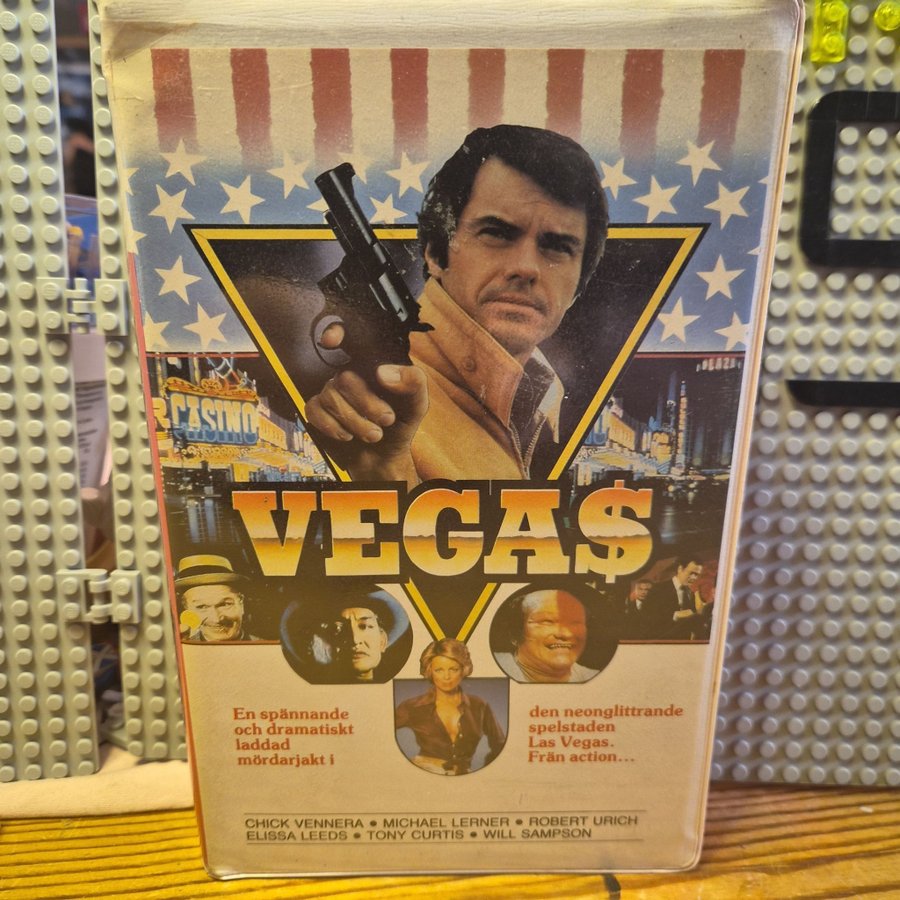 CASINO
VEGA$
En spännande
och dramatiskt
laddad
mördarjakt i
den neonglittrande
spelstaden
Las Vegas.
Från action...
CHICK VENNERA ● MICHAEL LERNER ● ROBERT URICH
ELISSA LEEDS ● TONY CURTIS ● WILL SAMPSON